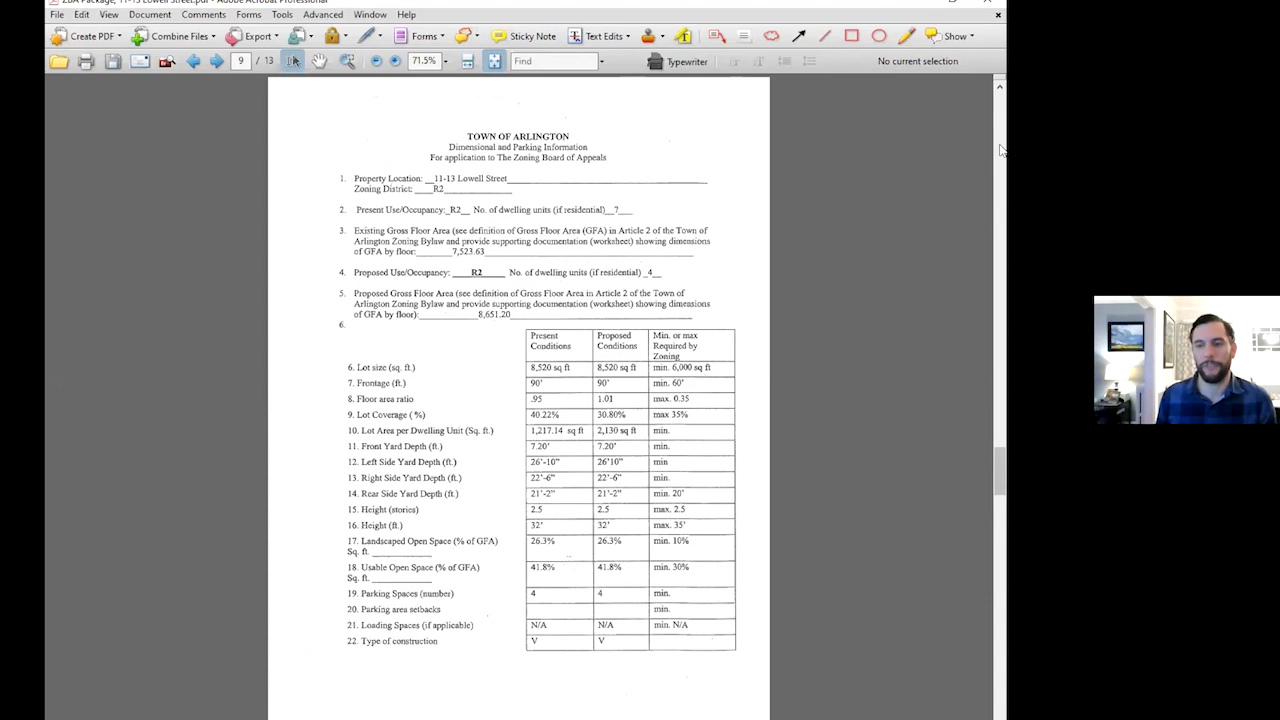 ZBA Package, 11-13 Lowell Street.pdf - Adobe Acrobat Professional
File Edit View Document Comments Forms Tools Advanced Window Help
Create PDF Combine Files Export Forms Sticky Note Text Edits Show
9 / 13 71.5% Find Typewriter No current selection
TOWN OF ARLINGTON
Dimensional and Parking Information
For application to The Zoning Board of Appeals
1. Property Location: __11-13 Lowell Street____
Zoning District: ____R2____
2. Present Use/Occupancy:_R2__ No. of dwelling units (if residential)__7___
3. Existing Gross Floor Area (see definition of Gross Floor Area (GFA) in Article 2 of the Town of
Arlington Zoning Bylaw and provide supporting documentation (worksheet) showing dimensions
of GFA by floor:________7,523.63____
4. Proposed Use/Occupancy: ____R2____ No. of dwelling units (if residential) _4__
5. Proposed Gross Floor Area (see definition of Gross Floor Area in Article 2 of the Town of
Arlington Zoning Bylaw and provide supporting documentation (worksheet) showing dimensions
of GFA by floor):____________8,651.20____
6.
Present Conditions Proposed Conditions Min. or max Required by Zoning
6. Lot size (sq. ft.) 8,520 sq ft 8,520 sq ft min. 6,000 sq ft
7. Frontage (ft.) 90' 90' min. 60'
8. Floor area ratio .95 1.01 max. 0.35
9. Lot Coverage ( %) 40.22% 30.80% max 35%
10. Lot Area per Dwelling Unit (Sq. ft.) 1,217.14 sq ft 2,130 sq ft min.
11. Front Yard Depth (ft.) 7.20' 7.20' min.
12. Left Side Yard Depth (ft.) 26'-10" 26'10" min
13. Right Side Yard Depth (ft.) 22'-6" 22'-6" min.
14. Rear Side Yard Depth (ft.) 21'-2" 21'-2" min. 20'
15. Height (stories) 2.5 2.5 max. 2.5
16. Height (ft.) 32' 32' max. 35'
17. Landscaped Open Space (% of GFA) 26.3% 26.3% min. 10%
Sq. ft. ____________
18. Usable Open Space (% of GFA) 41.8% 41.8% min. 30%
Sq. ft. ____________
19. Parking Spaces (number) 4 4 min.
20. Parking area setbacks min.
21. Loading Spaces (if applicable) N/A N/A min. N/A
22. Type of construction V V